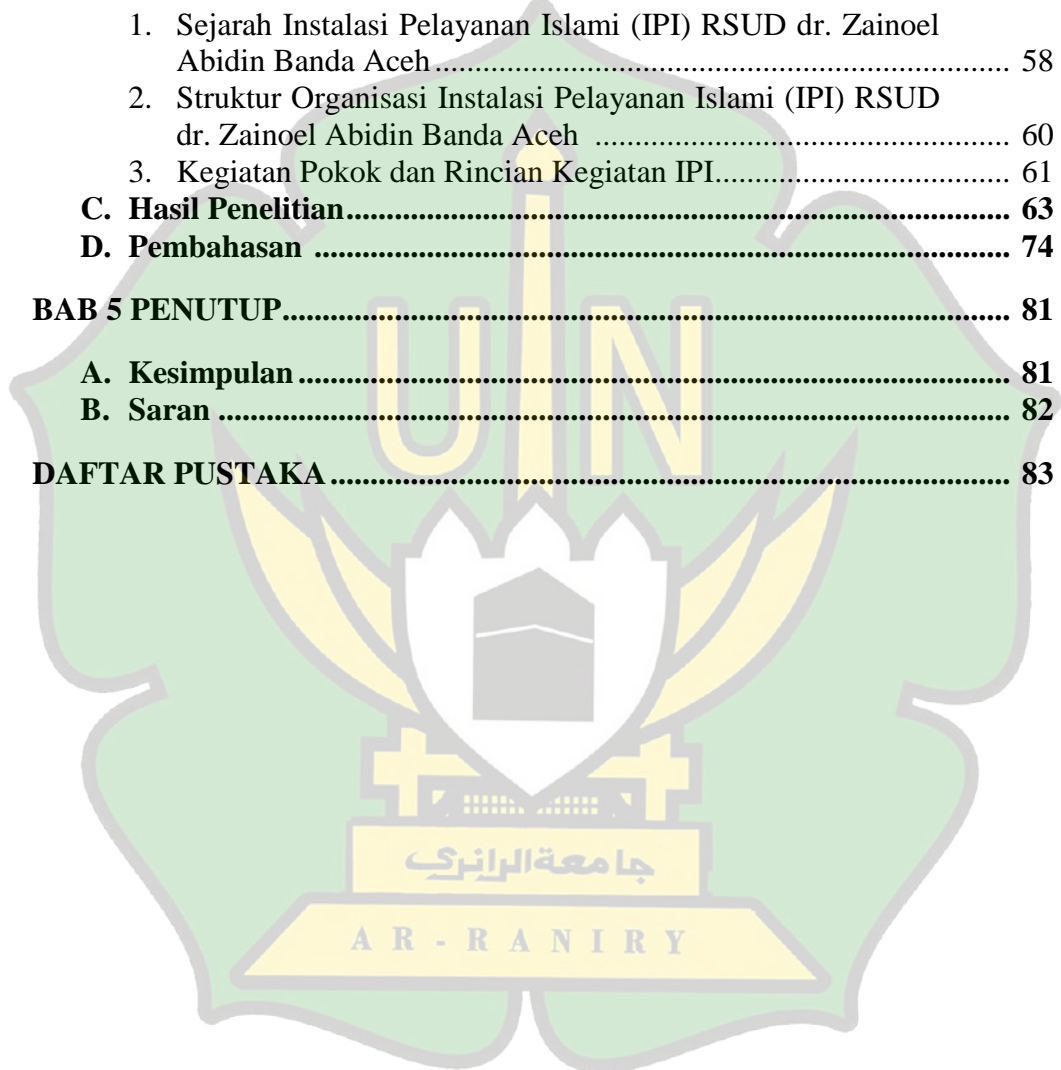 1. Sejarah Instalasi Pelayanan Islami (IPI) RSUD dr. Zainoel
Abidin Banda Aceh ........................................................................ 58
2. Struktur Organisasi Instalasi Pelayanan Islami (IPI) RSUD
dr. Zainoel Abidin Banda Aceh .................................................... 60
3. Kegiatan Pokok dan Rincian Kegiatan IPI..................................... 61
C. Hasil Penelitian.................................................................................... 63
D. Pembahasan ........................................................................................ 74
BAB 5 PENUTUP............................................................................................ 81
A. Kesimpulan .......................................................................................... 81
B. Saran .................................................................................................... 82
DAFTAR PUSTAKA ...................................................................................... 83
UIN
جامعةالرانري
AR-RANIRY